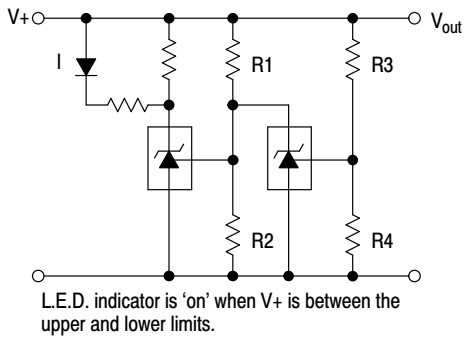 V+
Vout
I
R1
R3
R2
R4
L.E.D. indicator is ‘on’ when V+ is between the
upper and lower limits.